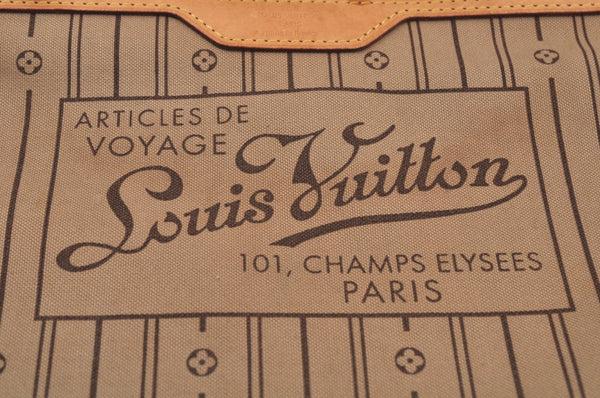 ARTICLES DE
VOYAGE
Louis Vuitton
101, CHAMPS ELYSEES
PARIS